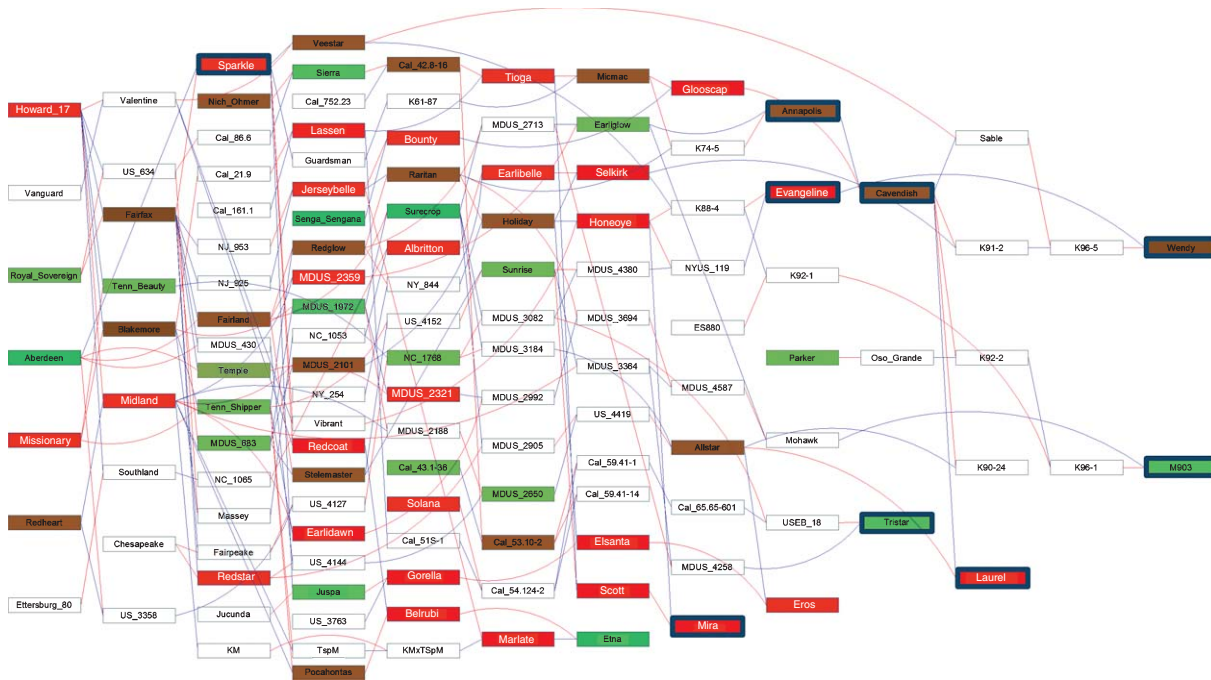 Howard_17
Vanguard
Royal_Sovereign
Aberdeen
Missionary
Redheart
Ettersburg_80
Valentine
US_634
Fairfax
Tenn_Beauty
Blakemore
Midland
Southland
Chesapeake
US_3358
Sparkle
Nich_Ohmer
Cal_86.6
Cal_21.9
Cal_161.1
NJ_953
NJ_925
Fairland
MDUS_430
Temple
Tenn_Shipper
MDUS_683
NC_1065
Massey
Fairpeake
Redstar
Jucunda
KM
Veestar
Sierra
Cal_752.23
Lassen
Guardsman
Jerseybelle
Senga_Sengana
Redglow
MDUS_2359
MDUS_1972
NC_1053
MDUS_2101
NY_254
Vibrant
Redcoat
Stelemaster
US_4127
Earlidawn
US_4144
Juspa
US_3763
TspM
Pocahontas
Cal_42.8-16
K61-87
Bounty
Raritan
Surecrop
Albritton
NY_844
US_4152
NC_1768
MDUS_2321
MDUS_2188
Cal_43.1-36
Solana
Cal_51S-1
Gorella
Belrubi
KMxTSpM
Tioga
MDUS_2713
Earlibelle
Holiday
Sunrise
MDUS_3082
MDUS_3184
MDUS_2992
MDUS_2905
MDUS_2650
Cal_53.10-2
Cal_54.124-2
Marlate
Micmac
Earliglow
Selkirk
Honeoye
MDUS_4380
MDUS_3694
MDUS_3364
US_4419
Cal_59.41-1
Cal_59.41-14
Elsanta
Scott
Etna
Glooscap
K74-5
K88-4
NYUS_119
ES880
MDUS_4587
Allstar
Cal_65.65-601
MDUS_4258
Mira
Annapolis
Evangeline
K92-1
Parker
Mohawk
USEB_18
Eros
Cavendish
Oso_Grande
Tristar
Sable
K91-2
K92-2
K90-24
Laurel
K96-5
K96-1
Wendy
M903